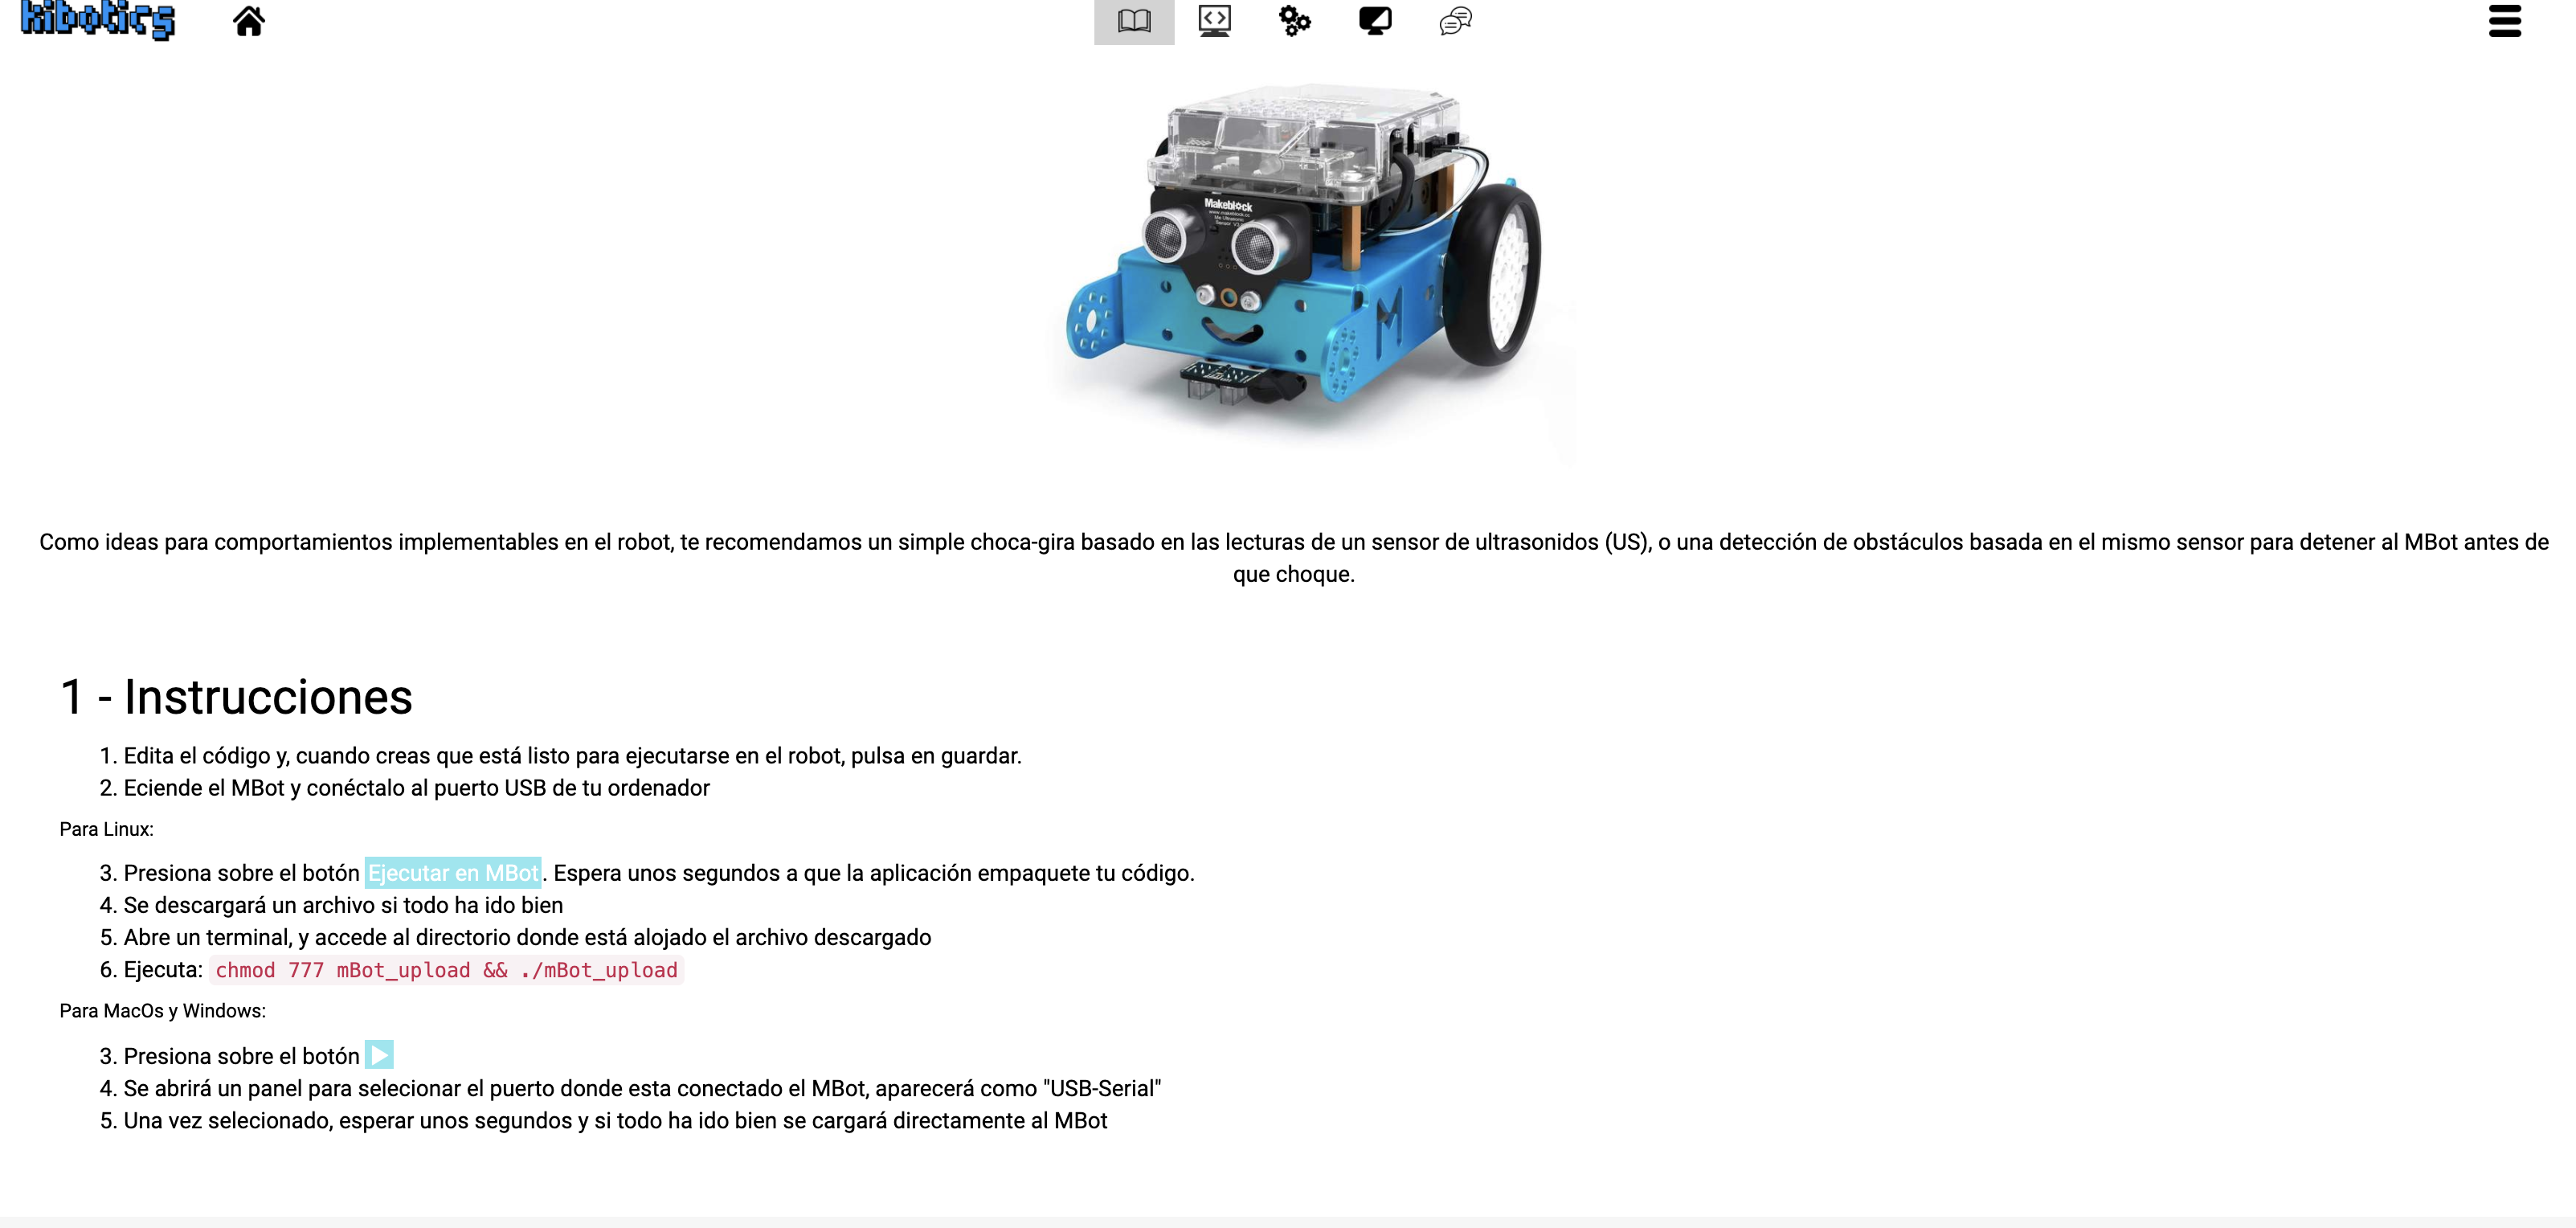 kibotics
Makeblock
www.makeblock.cc
Me Ultrasonic
Como ideas para comportamientos implementables en el robot, te recomendamos un simple choca-gira basado en las lecturas de un sensor de ultrasonidos (US), o una detección de obstáculos basada en el mismo sensor para detener al MBot antes de
que choque.
1 - Instrucciones
1. Edita el código y, cuando creas que está listo para ejecutarse en el robot, pulsa en guardar.
2. Eciende el MBot y conéctalo al puerto USB de tu ordenador
Para Linux:
3. Presiona sobre el botón Ejecutar en MBot. Espera unos segundos a que la aplicación empaquete tu código.
4. Se descargará un archivo si todo ha ido bien
5. Abre un terminal, y accede al directorio donde está alojado el archivo descargado
6. Ejecuta: chmod 777 mBot_upload && ./mBot_upload
Para MacOs y Windows:
3. Presiona sobre el botón
4. Se abrirá un panel para selecionar el puerto donde esta conectado el MBot, aparecerá como "USB-Serial"
5. Una vez selecionado, esperar unos segundos y si todo ha ido bien se cargará directamente al MBot